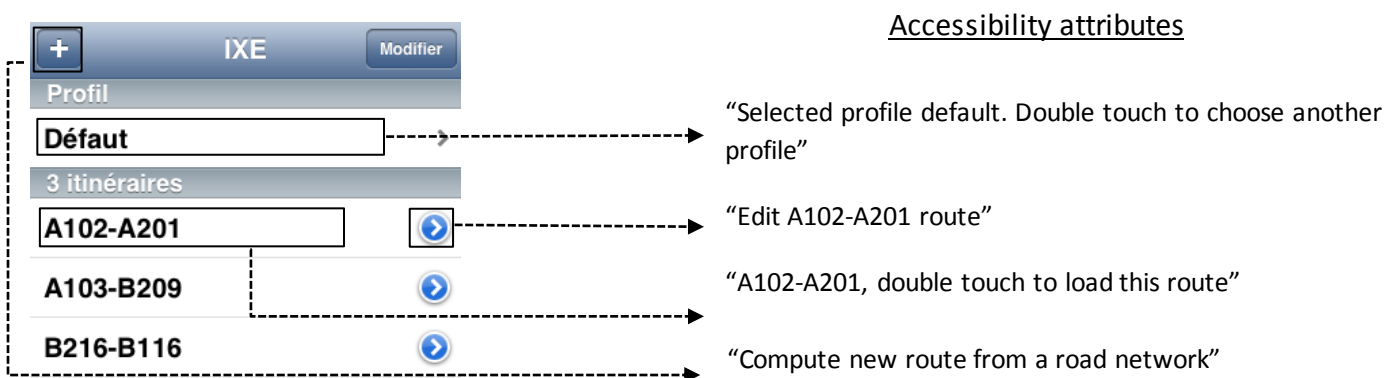 + IXE Modifier
Profil
Défaut
3 itinéraires
A102-A201
A103-B209
B216-B116
Accessibility attributes
“Selected profile default. Double touch to choose another
profile”
“Edit A102-A201 route”
“A102-A201, double touch to load this route”
“Compute new route from a road network”